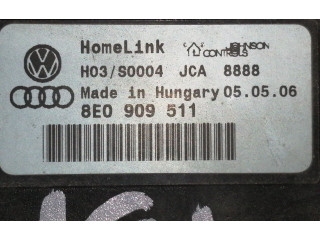 HomeLink JOHNSON CONTROLS
H03/S0004 JCA 8888
Made in Hungary 05.05.06
8E0 909 511